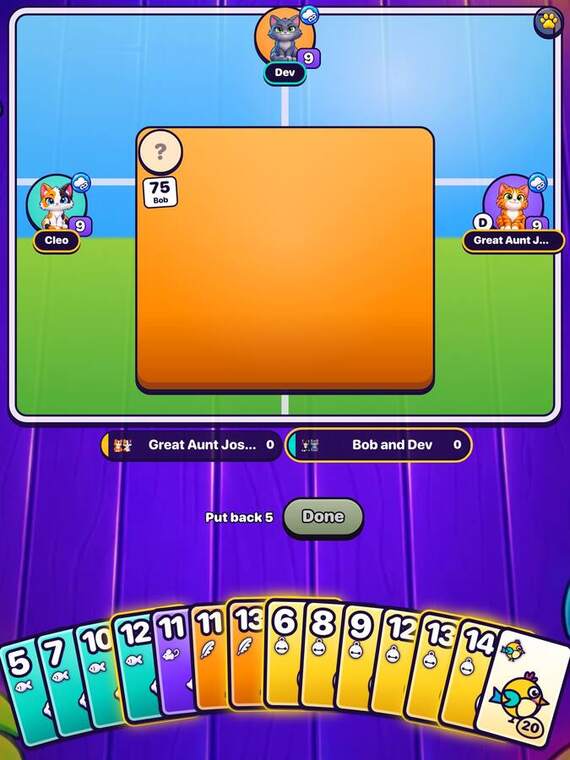 9
Dev
?
75
Bob
9
Cleo
D
9
Great Aunt J...
Great Aunt Jos... 0
Bob and Dev 0
Put back 5
Done
5
7
10
12
11
11
13
6
8
9
12
13
14
20